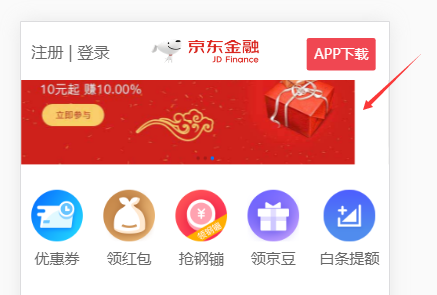 注册 | 登录
京东金融
JD Finance
APP下载
10元起 赚10.00%
立即参与
领钢镚
优惠券
领红包
抢钢镚
领京豆
白条提额